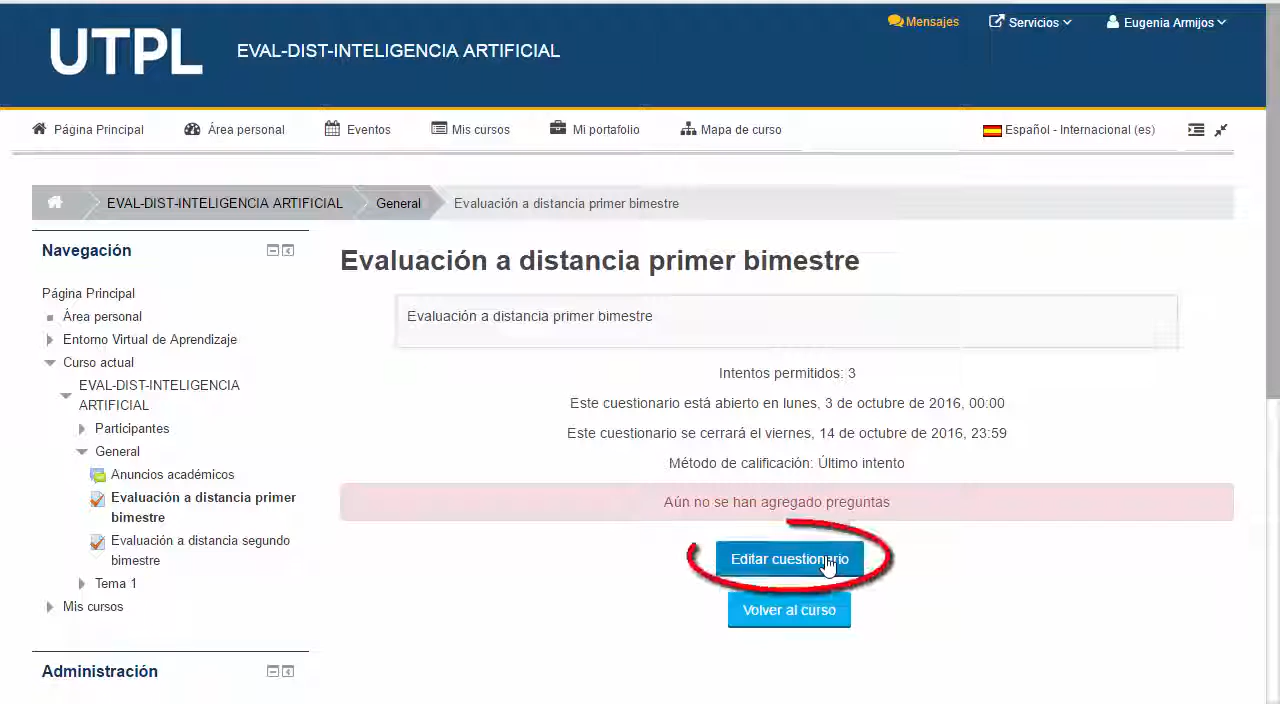 Mensajes
Servicios
Eugenia Armijos
UTPL
EVAL-DIST-INTELIGENCIA ARTIFICIAL
Página Principal
Área personal
Eventos
Mis cursos
Mi portafolio
Mapa de curso
Español - Internacional (es)
EVAL-DIST-INTELIGENCIA ARTIFICIAL
General
Evaluación a distancia primer bimestre
Navegación
Página Principal
Área personal
Entorno Virtual de Aprendizaje
Curso actual
EVAL-DIST-INTELIGENCIA
ARTIFICIAL
Participantes
General
Anuncios académicos
Evaluación a distancia primer
bimestre
Evaluación a distancia segundo
bimestre
Tema 1
Mis cursos
Administración
Evaluación a distancia primer bimestre
Evaluación a distancia primer bimestre
Intentos permitidos: 3
Este cuestionario está abierto en lunes, 3 de octubre de 2016, 00:00
Este cuestionario se cerrará el viernes, 14 de octubre de 2016, 23:59
Método de calificación: Último intento
Aún no se han agregado preguntas
Editar cuestionario
Volver al curso